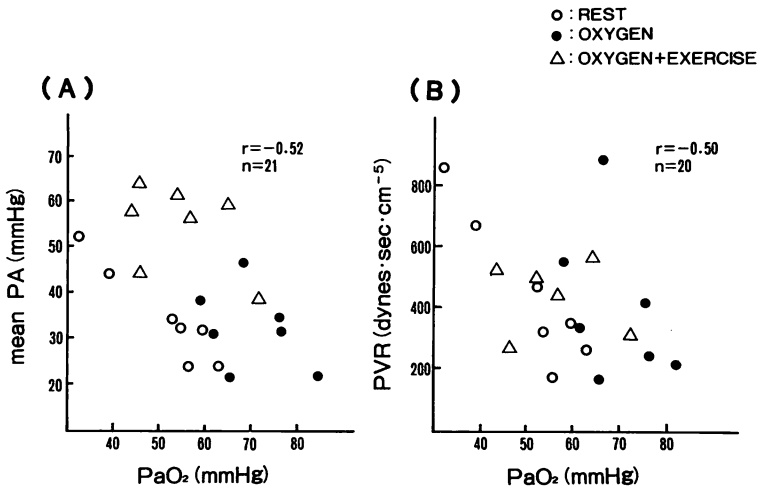 ○ : REST
● : OXYGEN
△ : OXYGEN+EXERCISE
(A)
r=−0.52
n=21
mean PA (mmHg)
70
60
50
40
30
20
40 50 60 70 80
PaO₂ (mmHg)
(B)
r=−0.50
n=20
PVR (dynes·sec·cm⁻⁵)
800
600
400
200
40 50 60 70 80
PaO₂ (mmHg)